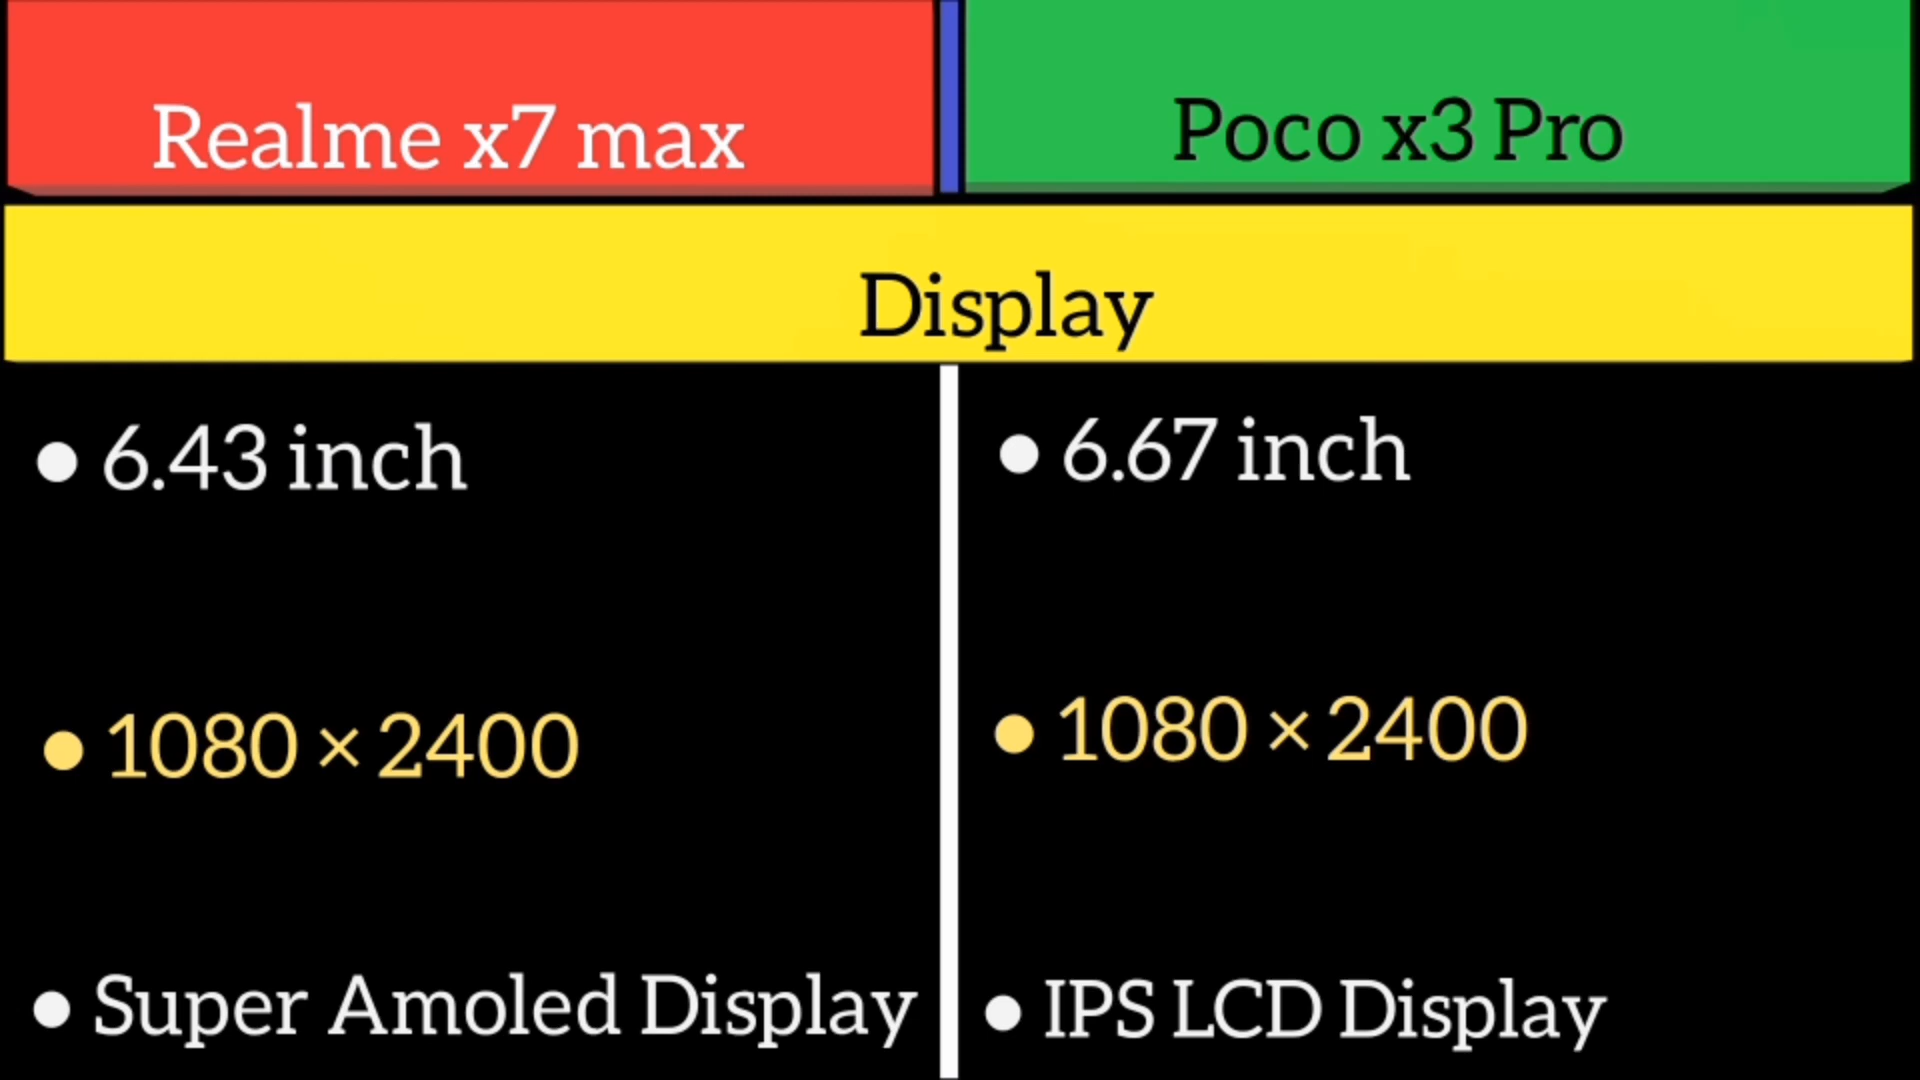 Realme x7 max
Poco x3 Pro
Display
• 6.43 inch
• 6.67 inch
• 1080 × 2400
• 1080 × 2400
• Super Amoled Display
• IPS LCD Display